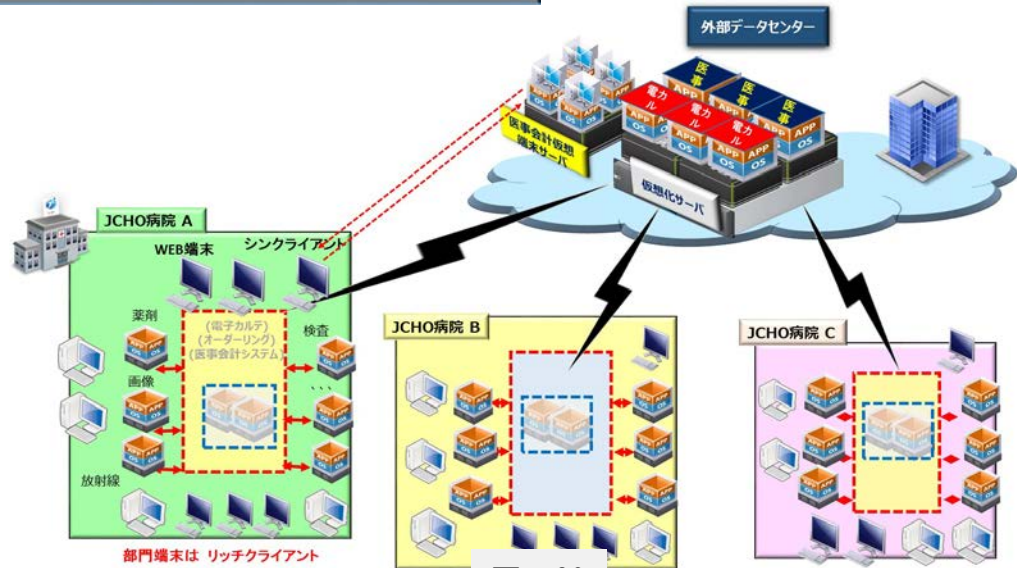 外部データセンター
医事
医事
医事
電カル
電カル
電カル
APP
OS
医事会計仮想
端末サーバ
仮想化サーバ
JCHO病院 A
WEB端末
シンクライアント
薬剤
(電子カルテ)
(オーダーリング)
(医事会計システム)
検査
画像
、、、、
放射線
部門端末は リッチクライアント
JCHO病院 B
JCHO病院 C